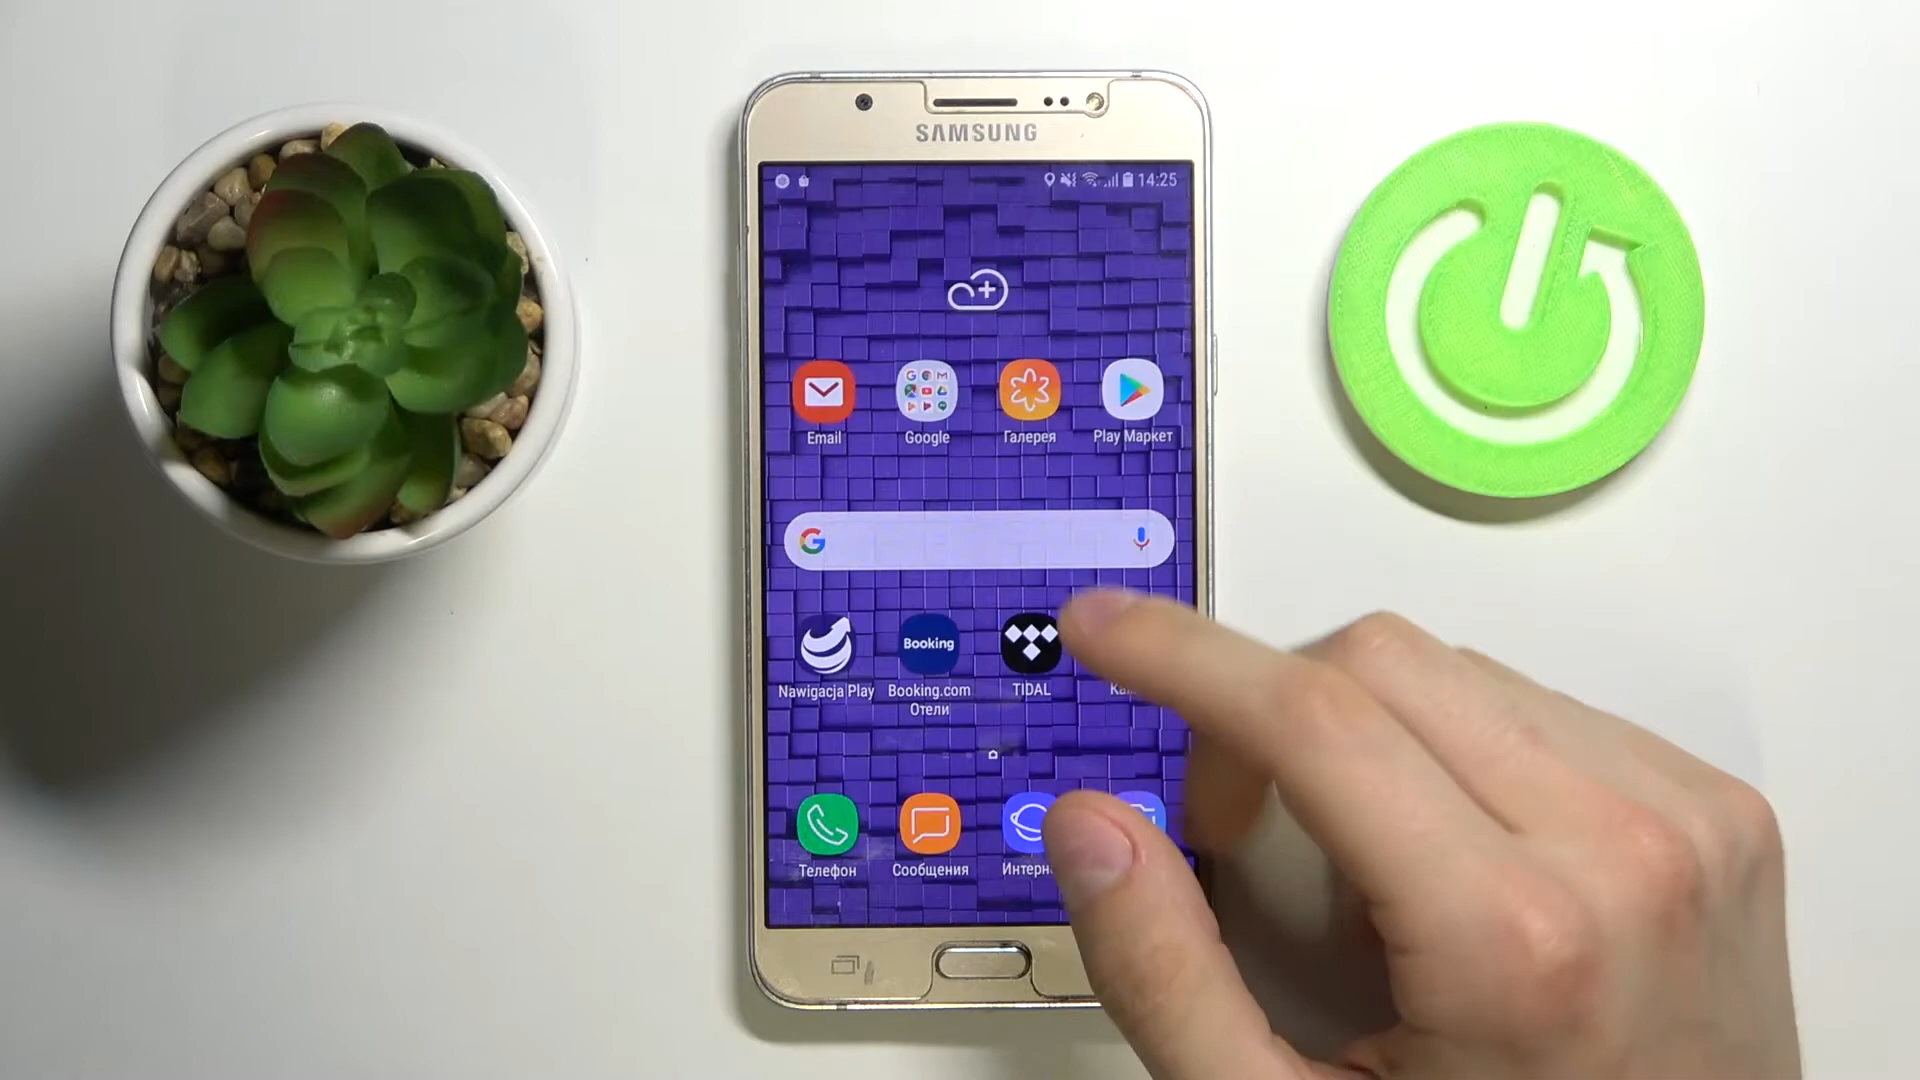 SAMSUNG
14:25
Email
Google
Галерея
Play Маркет
Booking
Nawigacja Play
Booking.com
Отели
TIDAL
Телефон
Сообщения